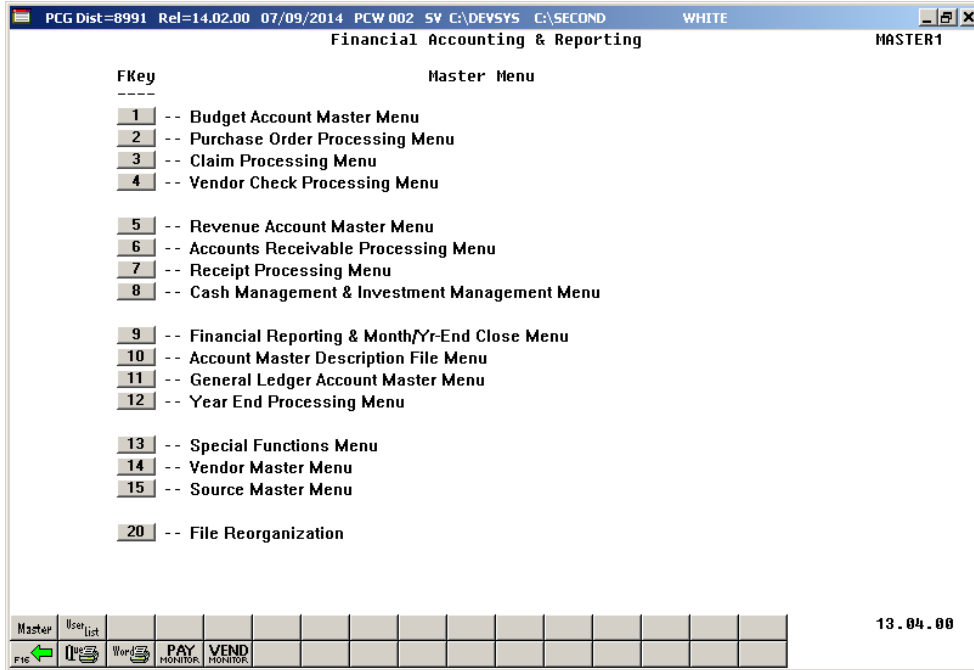 PCG Dist=8991 Rel=14.02.00 07/09/2014 PCW 002 SV C:\DEVSYS C:\SECOND WHITE
Financial Accounting & Reporting MASTER1
FKey Master Menu
----
1 -- Budget Account Master Menu
2 -- Purchase Order Processing Menu
3 -- Claim Processing Menu
4 -- Vendor Check Processing Menu
5 -- Revenue Account Master Menu
6 -- Accounts Receivable Processing Menu
7 -- Receipt Processing Menu
8 -- Cash Management & Investment Management Menu
9 -- Financial Reporting & Month/Yr-End Close Menu
10 -- Account Master Description File Menu
11 -- General Ledger Account Master Menu
12 -- Year End Processing Menu
13 -- Special Functions Menu
14 -- Vendor Master Menu
15 -- Source Master Menu
20 -- File Reorganization
Master User List 13.04.00
F16 Que Word PAY MONITOR VEND MONITOR